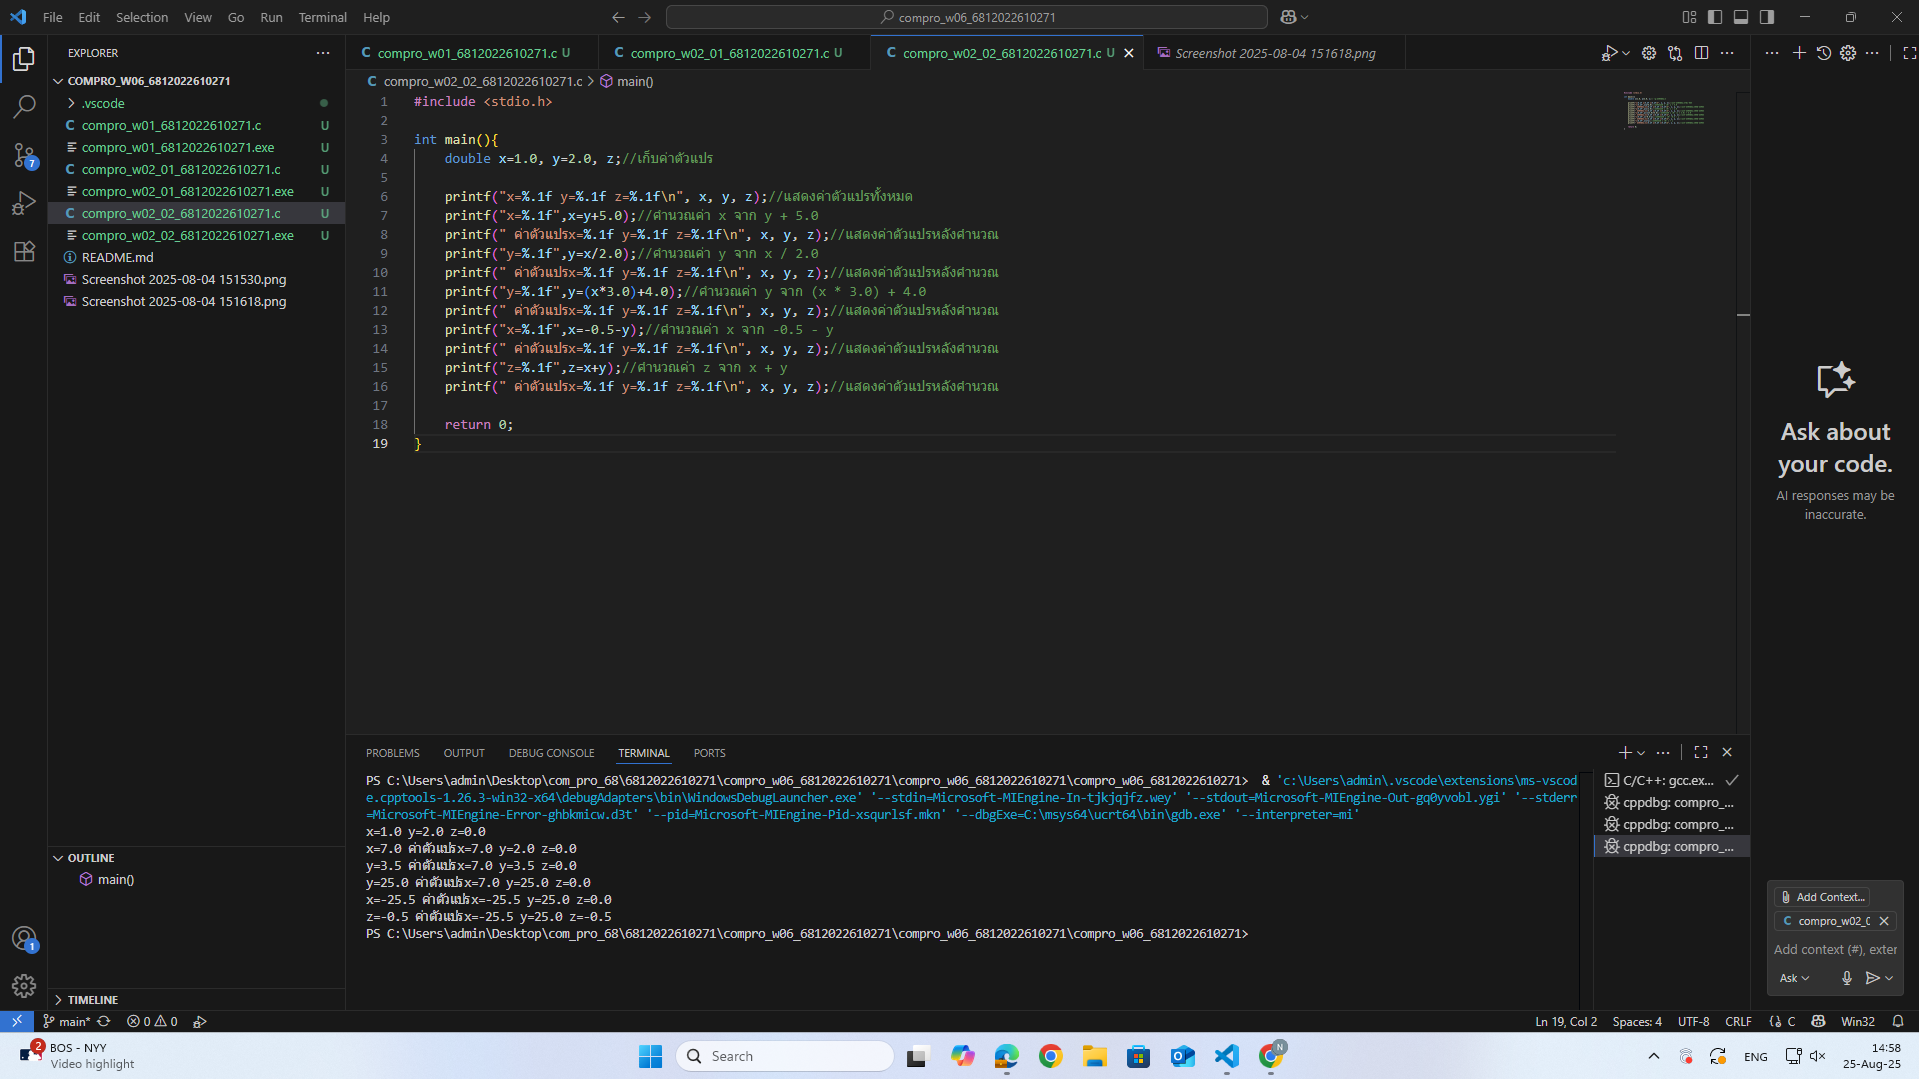 File Edit Selection View Go Run Terminal Help
compro_w06_6812022610271
EXPLORER
COMPRO_W06_6812022610271
.vscode
compro_w01_6812022610271.c U
compro_w01_6812022610271.exe U
compro_w02_01_6812022610271.c U
compro_w02_01_6812022610271.exe U
compro_w02_02_6812022610271.c U
compro_w02_02_6812022610271.exe U
README.md
Screenshot 2025-08-04 151530.png
Screenshot 2025-08-04 151618.png
7
1
OUTLINE
main()
TIMELINE
compro_w01_6812022610271.c U
compro_w02_01_6812022610271.c U
compro_w02_02_6812022610271.c U
Screenshot 2025-08-04 151618.png
compro_w02_02_6812022610271.c > main()
1 #include <stdio.h>
2
3 int main(){
4 double x=1.0, y=2.0, z;//เก็บค่าตัวแปร
5
6 printf("x=%.1f y=%.1f z=%.1f\n", x, y, z);//แสดงค่าตัวแปรทั้งหมด
7 printf("x=%.1f",x=y+5.0);//คำนวณค่า x จาก y + 5.0
8 printf(" ค่าตัวแปรx=%.1f y=%.1f z=%.1f\n", x, y, z);//แสดงค่าตัวแปรหลังคำนวณ
9 printf("y=%.1f",y=x/2.0);//คำนวณค่า y จาก x / 2.0
10 printf(" ค่าตัวแปรx=%.1f y=%.1f z=%.1f\n", x, y, z);//แสดงค่าตัวแปรหลังคำนวณ
11 printf("y=%.1f",y=(x*3.0)+4.0);//คำนวณค่า y จาก (x * 3.0) + 4.0
12 printf(" ค่าตัวแปรx=%.1f y=%.1f z=%.1f\n", x, y, z);//แสดงค่าตัวแปรหลังคำนวณ
13 printf("x=%.1f",x=-0.5-y);//คำนวณค่า x จาก -0.5 - y
14 printf(" ค่าตัวแปรx=%.1f y=%.1f z=%.1f\n", x, y, z);//แสดงค่าตัวแปรหลังคำนวณ
15 printf("z=%.1f",z=x+y);//คำนวณค่า z จาก x + y
16 printf(" ค่าตัวแปรx=%.1f y=%.1f z=%.1f\n", x, y, z);//แสดงค่าตัวแปรหลังคำนวณ
17
18 return 0;
19 }
PROBLEMS OUTPUT DEBUG CONSOLE TERMINAL PORTS
PS C:\Users\admin\Desktop\com_pro_68\6812022610271\compro_w06_6812022610271\compro_w06_6812022610271\compro_w06_6812022610271> & 'c:\Users\admin\.vscode\extensions\ms-vscod
e.cpptools-1.26.3-win32-x64\debugAdapters\bin\WindowsDebugLauncher.exe' '--stdin=Microsoft-MIEngine-In-tjkjqjfz.wey' '--stdout=Microsoft-MIEngine-Out-gq0yvobl.ygi' '--stderr
=Microsoft-MIEngine-Error-ghbkmicw.d3t' '--pid=Microsoft-MIEngine-Pid-xsqurlsf.mkn' '--dbgExe=C:\msys64\ucrt64\bin\gdb.exe' '--interpreter=mi'
x=1.0 y=2.0 z=0.0
x=7.0 ค่าตัวแปรx=7.0 y=2.0 z=0.0
y=3.5 ค่าตัวแปรx=7.0 y=3.5 z=0.0
y=25.0 ค่าตัวแปรx=7.0 y=25.0 z=0.0
x=-25.5 ค่าตัวแปรx=-25.5 y=25.0 z=0.0
z=-0.5 ค่าตัวแปรx=-25.5 y=25.0 z=-0.5
PS C:\Users\admin\Desktop\com_pro_68\6812022610271\compro_w06_6812022610271\compro_w06_6812022610271\compro_w06_6812022610271>
C/C++: gcc.ex...
cppdbg: compro_...
cppdbg: compro_...
cppdbg: compro_...
Ask about
your code.
AI responses may be
inaccurate.
Add Context...
C compro_w02_0
Add context (#), exter
Ask
main* 0 0
Ln 19, Col 2 Spaces: 4 UTF-8 CRLF {} C Win32
2
BOS - NYY
Video highlight
Search
N
ENG
14:58
25-Aug-25